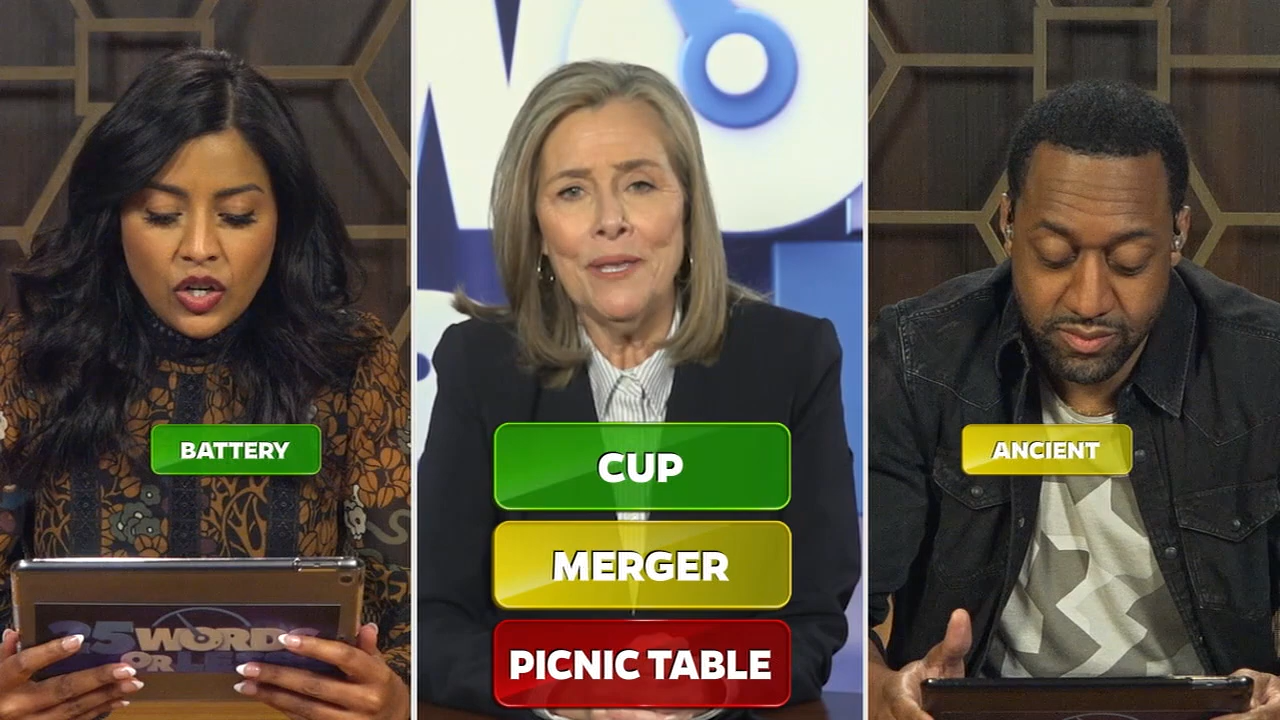 BATTERY
CUP
ANCIENT
MERGER
PICNIC TABLE
25 WORDS
OR LESS